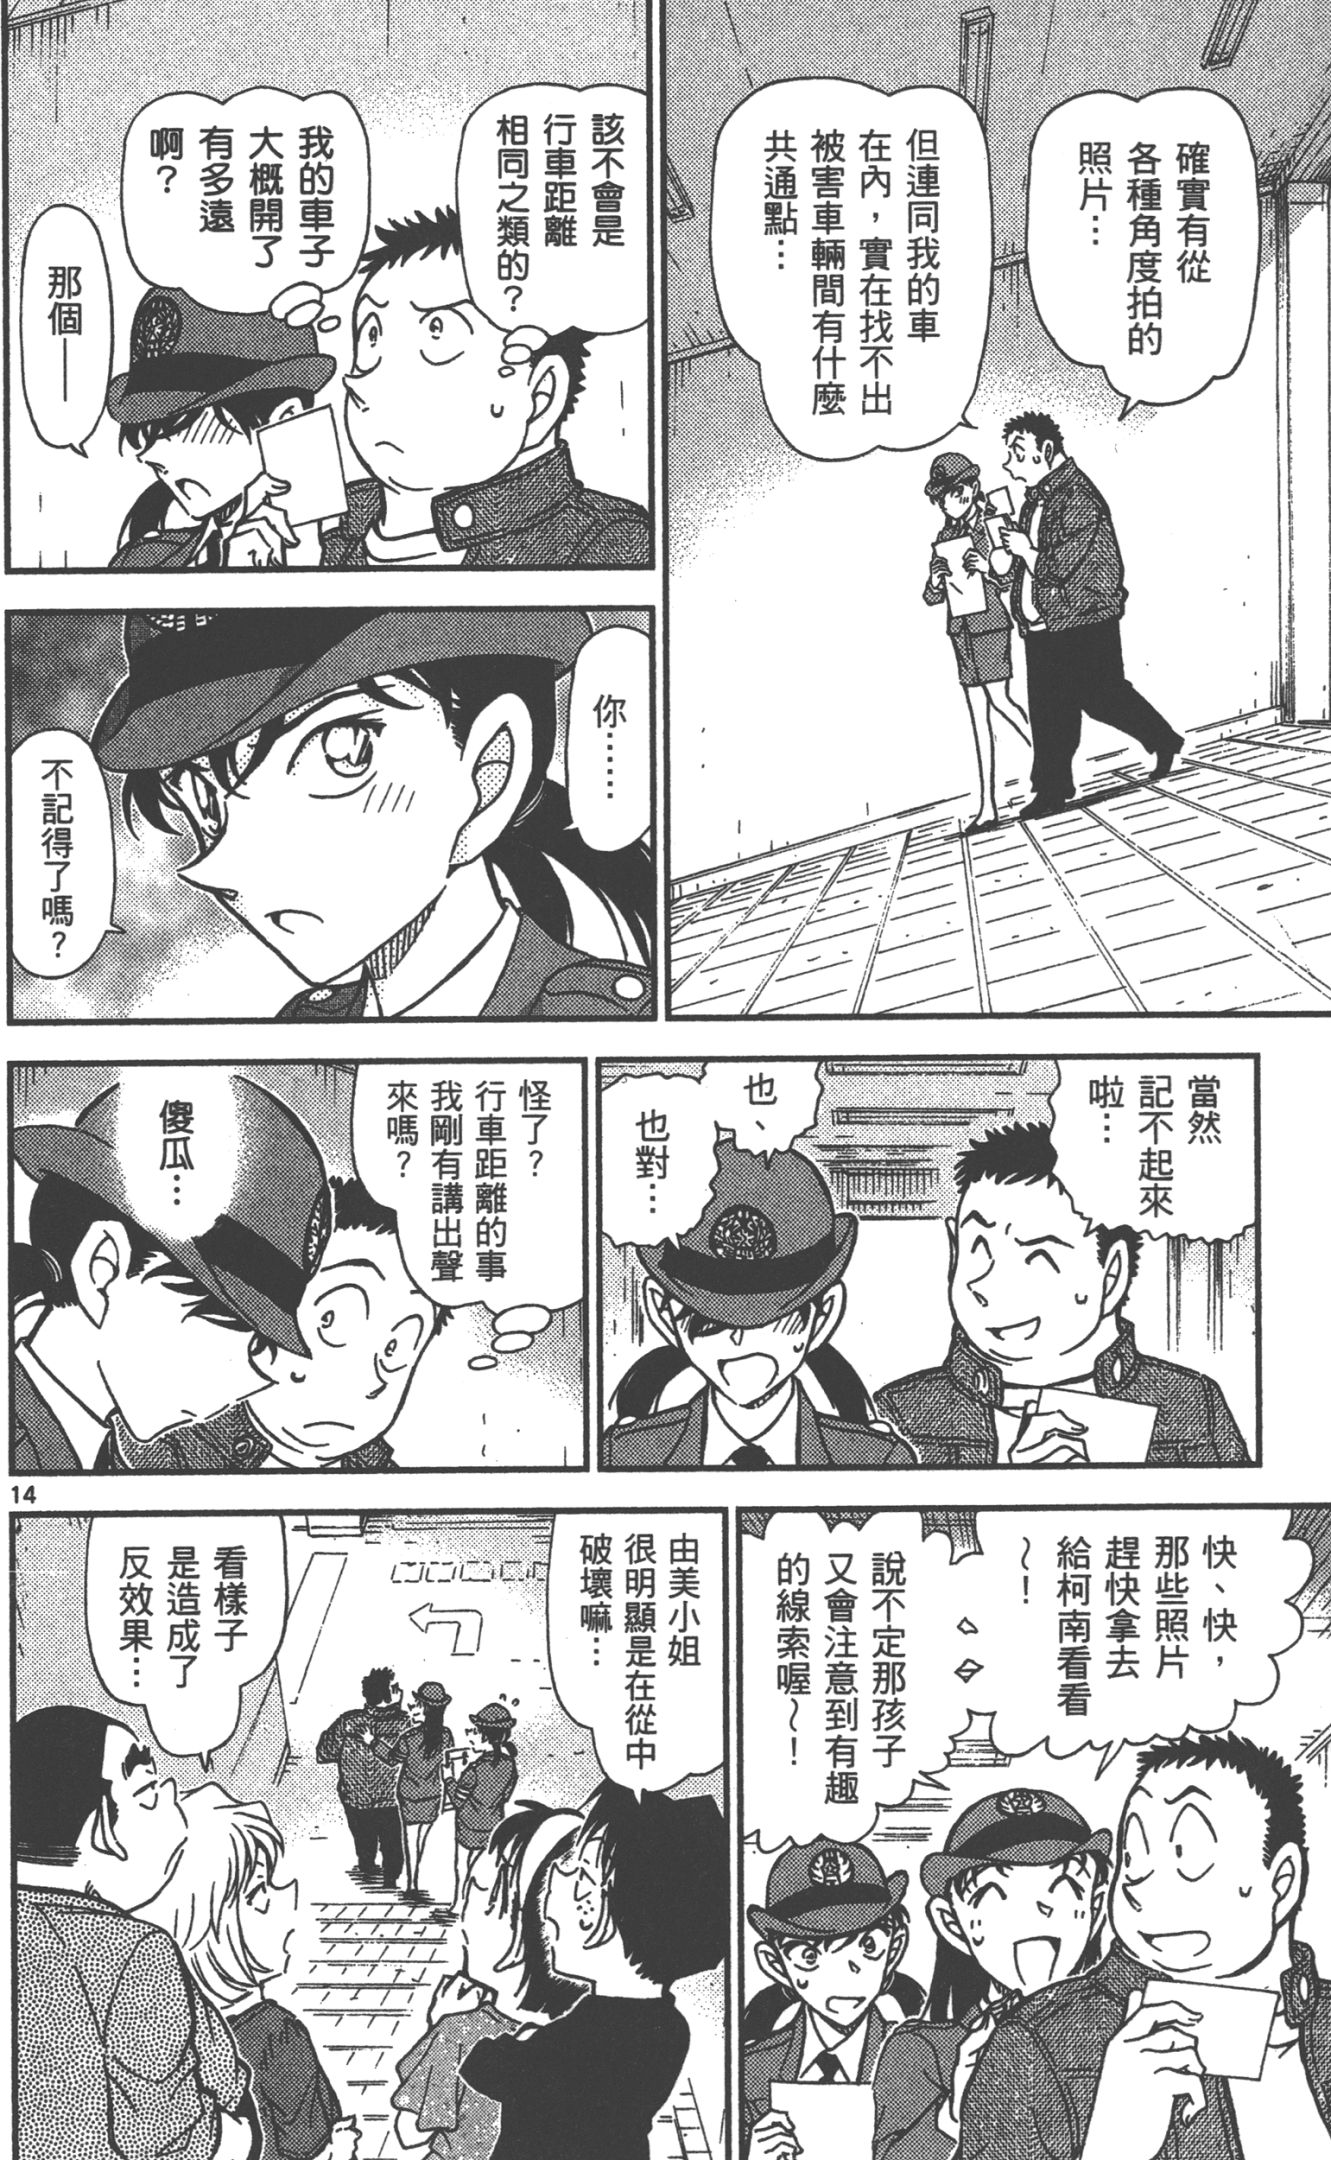 確實有從
各種角度拍的
照片…
但連同我的車
在內，實在找不出
被害車輛間有什麼
共通點…
該不會是
行車距離
相同之類的？
我的車子
大概開了
有多遠
啊？
那個——
你……
不記得了嗎？
當然
記不起來
啦…
也、
也對…
怪了？
行車距離的事
我剛有講出聲
來嗎？
傻瓜…
14
快、快，
那些照片
趕快拿去
給柯南看看
～！
說不定那孩子
又會注意到有趣
的線索喔～！
由美小姐
很明顯是在從中
破壞嘛…
看樣子
是造成了
反效果…